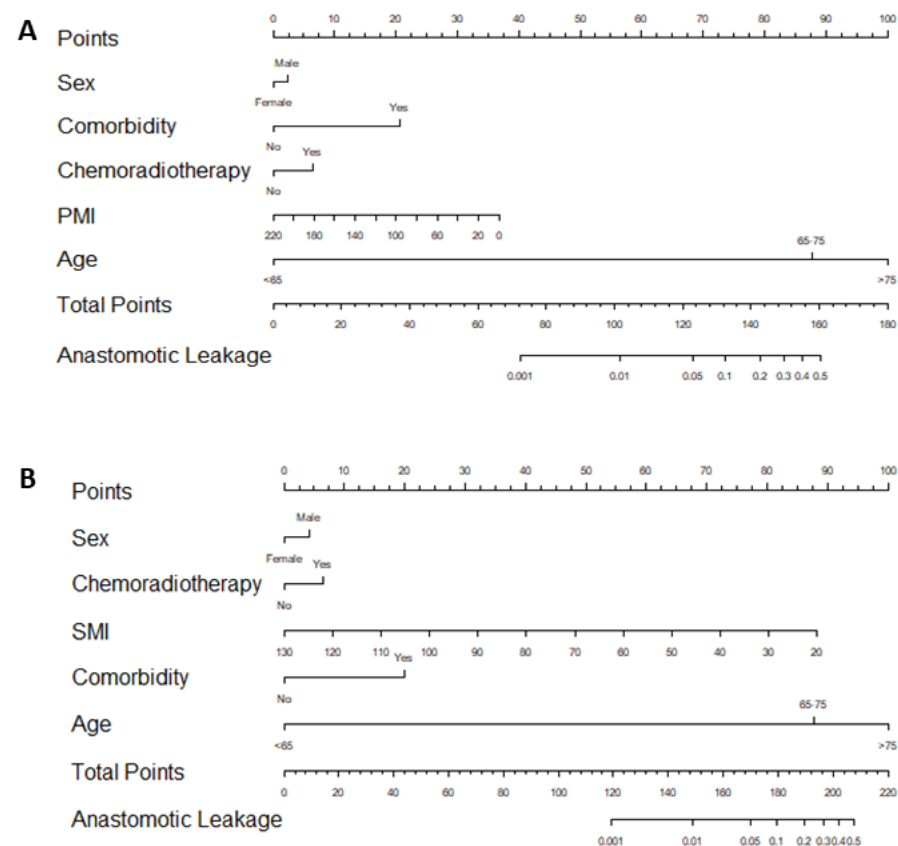 A
0 10 20 30 40 50 60 70 80 90 100
Points
Male
Sex
Female Yes
Comorbidity
No Yes
Chemoradiotherapy
No
PMI
220 180 140 100 60 20 0
65-75
Age
<65 >75
Total Points
0 20 40 60 80 100 120 140 160 180
Anastomotic Leakage
0.001 0.01 0.05 0.1 0.2 0.3 0.4 0.5
B
0 10 20 30 40 50 60 70 80 90 100
Points
Male
Sex
Female Yes
Chemoradiotherapy
No
SMI
130 120 110 100 90 80 70 60 50 40 30 20
Yes
Comorbidity
No
65-75
Age
<65 >75
Total Points
0 20 40 60 80 100 120 140 160 180 200 220
Anastomotic Leakage
0.001 0.01 0.05 0.1 0.2 0.3 0.4 0.5